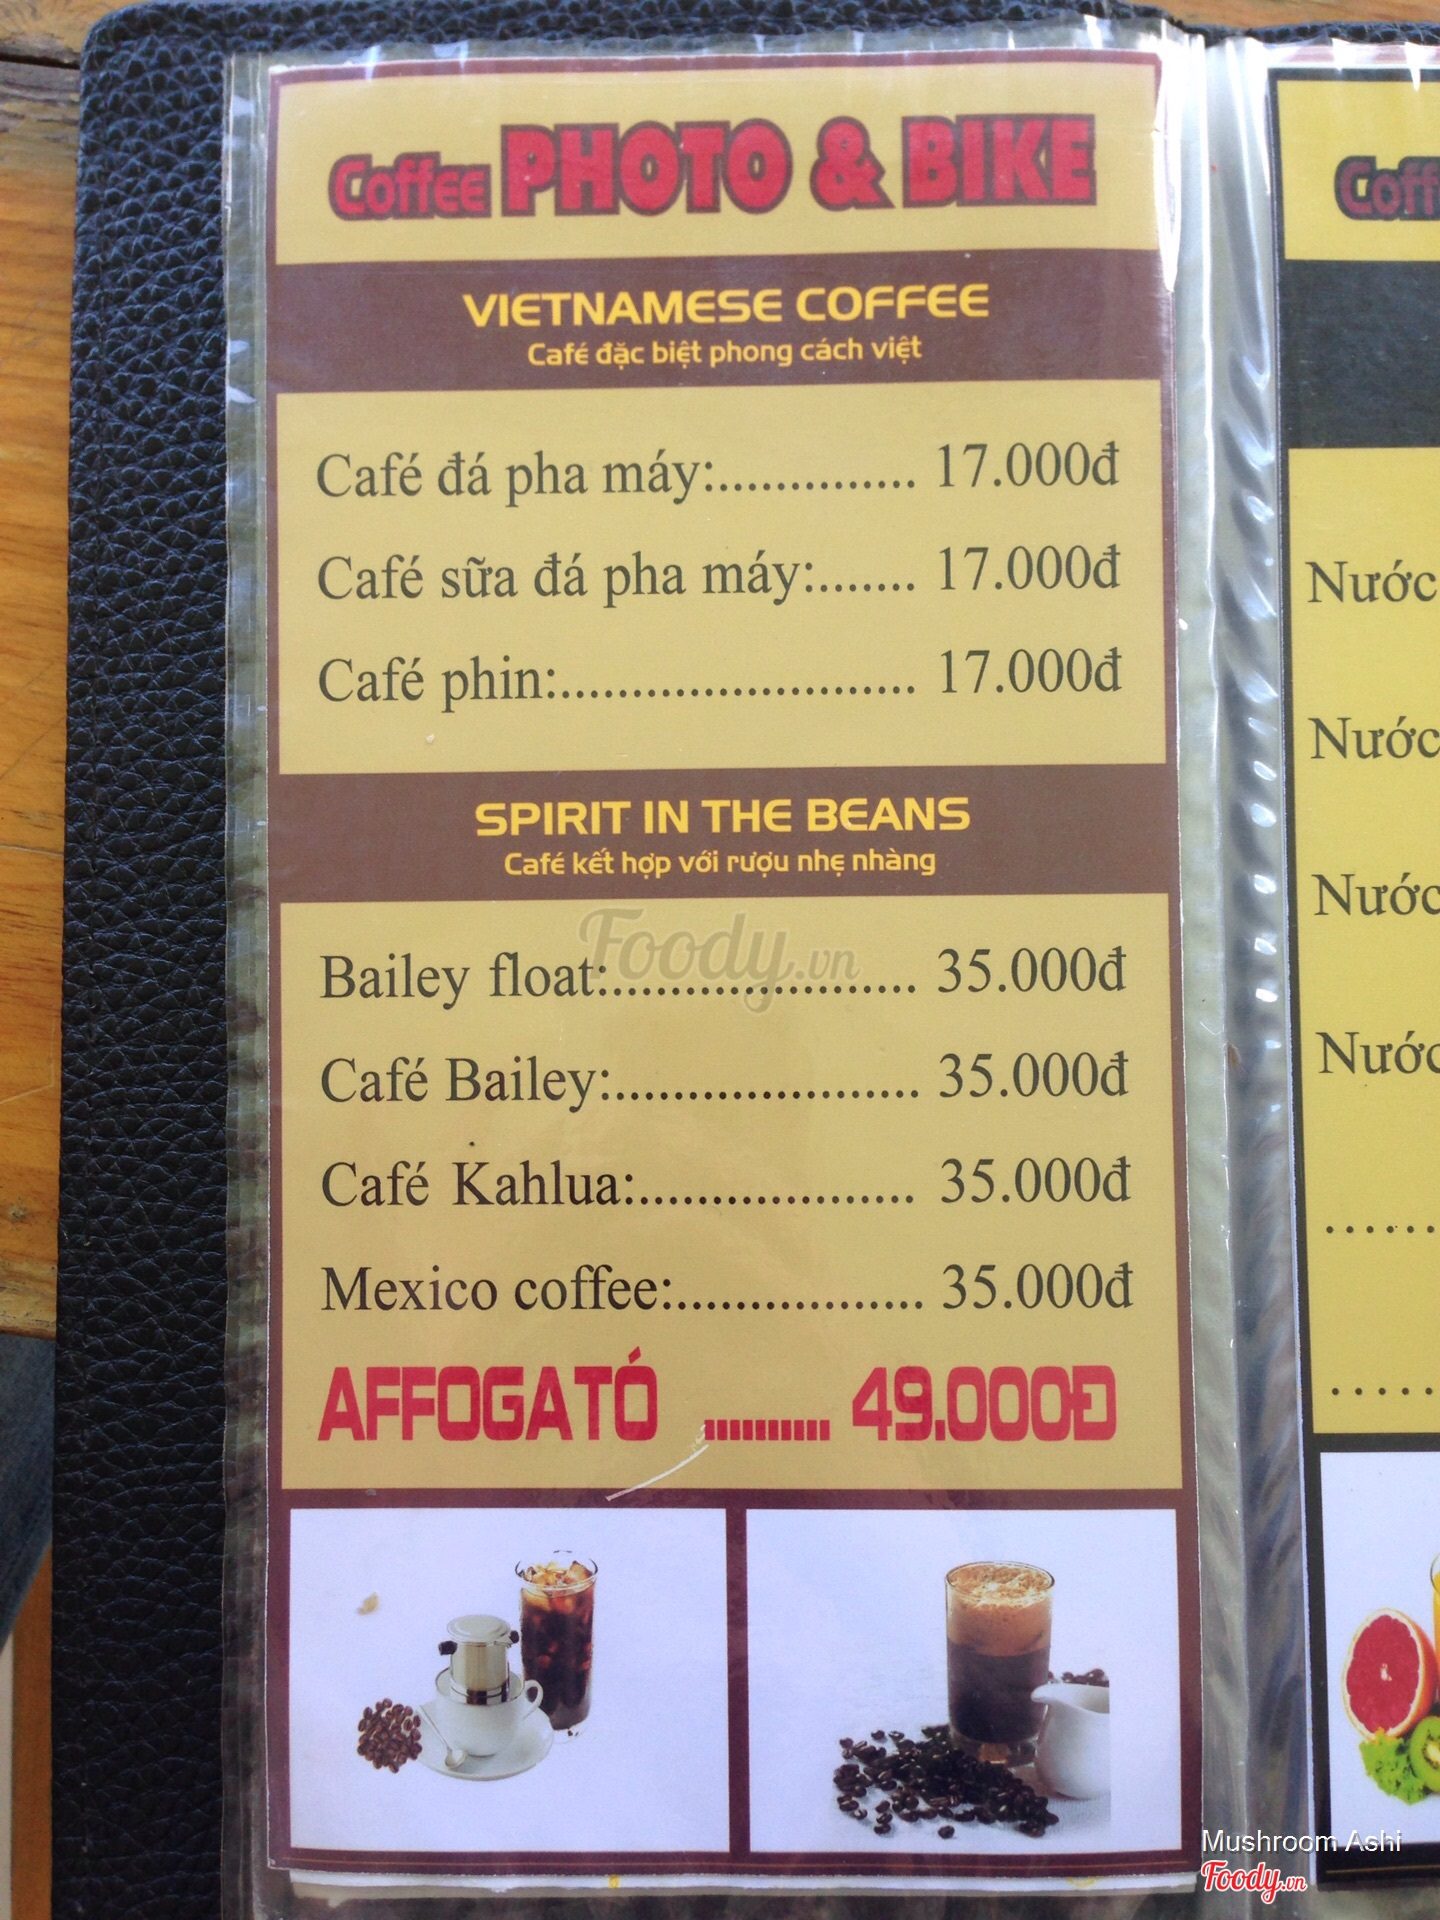 Coffee PHOTO & BIKE
VIETNAMESE COFFEE
Café đặc biệt phong cách việt
Café đá pha máy:............... 17.000đ
Café sữa đá pha máy:....... 17.000đ
Café phin:......................... 17.000đ
SPIRIT IN THE BEANS
Café kết hợp với rượu nhẹ nhàng
Foody.vn
Bailey float:...................... 35.000đ
Café Bailey:...................... 35.000đ
Café Kahlua:.................... 35.000đ
Mexico coffee:.................. 35.000đ
AFFOGATÓ .......... 49.000Đ
Nước
Nước
Nước
Nước
......
.....
Mushroom Ashi
Foody.vn